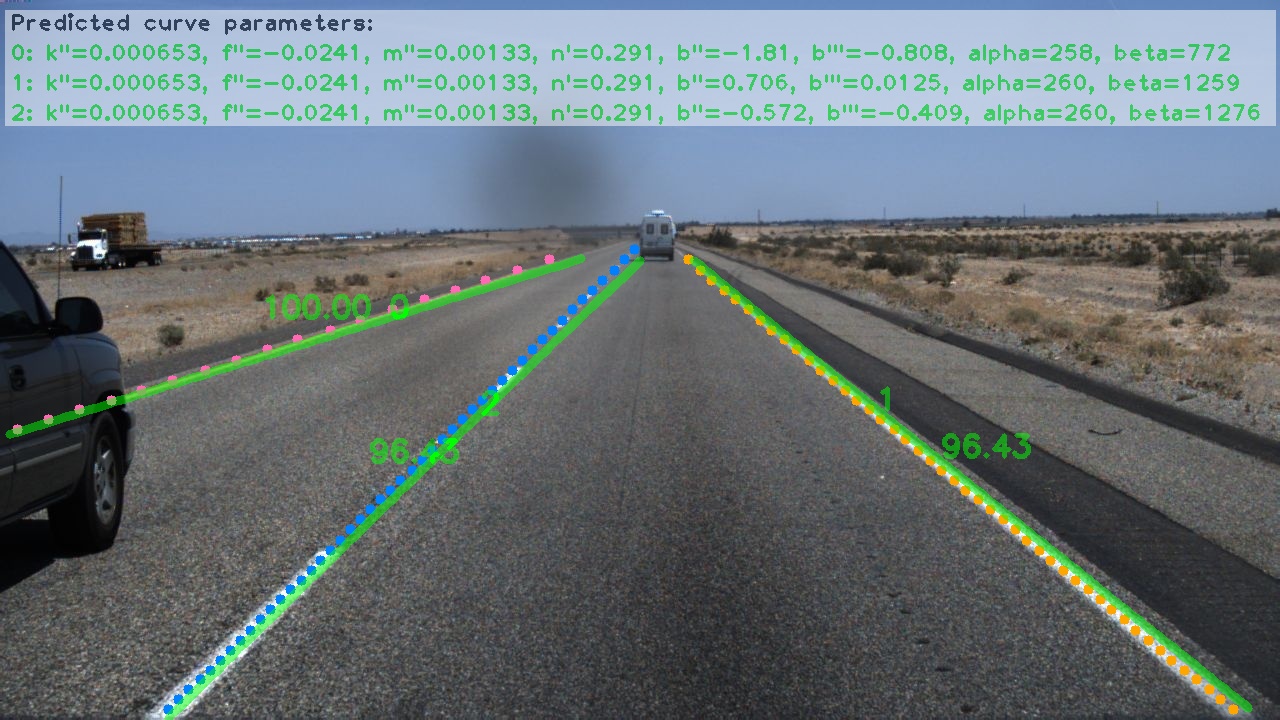 Predicted curve parameters:
0: k''=0.000653, f''=-0.0241, m''=0.00133, n'=0.291, b''=-1.81, b'''=-0.808, alpha=258, beta=772
1: k''=0.000653, f''=-0.0241, m''=0.00133, n'=0.291, b''=0.706, b'''=0.0125, alpha=260, beta=1259
2: k''=0.000653, f''=-0.0241, m''=0.00133, n'=0.291, b''=-0.572, b'''=-0.409, alpha=260, beta=1276
100.00 0
1
2
96.43